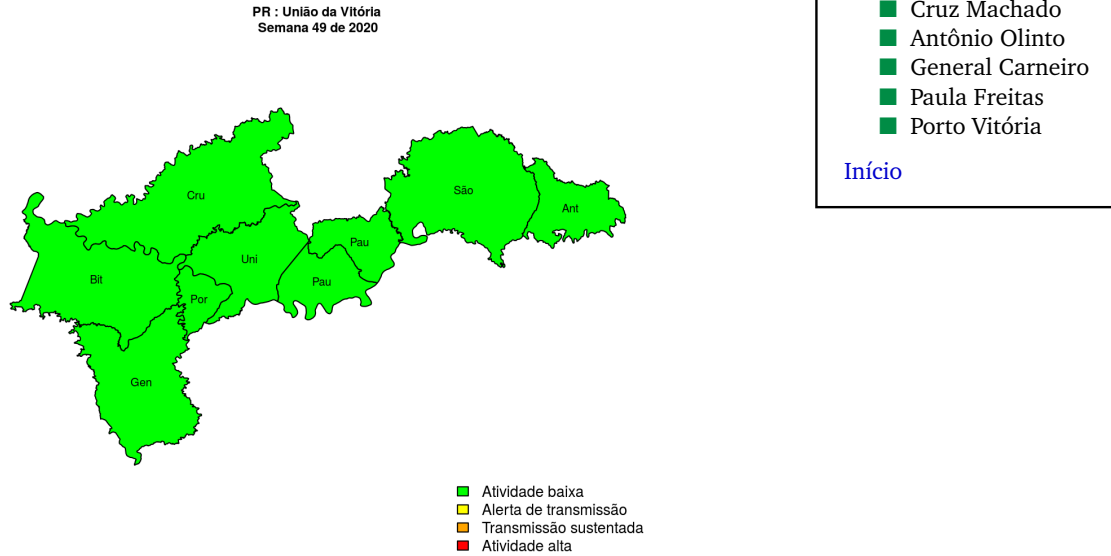 PR : União da Vitória
Semana 49 de 2020
Cru
São
Ant
Pau
Uni
Bit
Pau
Por
Gen
Atividade baixa
Alerta de transmissão
Transmissão sustentada
Atividade alta
Cruz Machado
Antônio Olinto
General Carneiro
Paula Freitas
Porto Vitória
Início